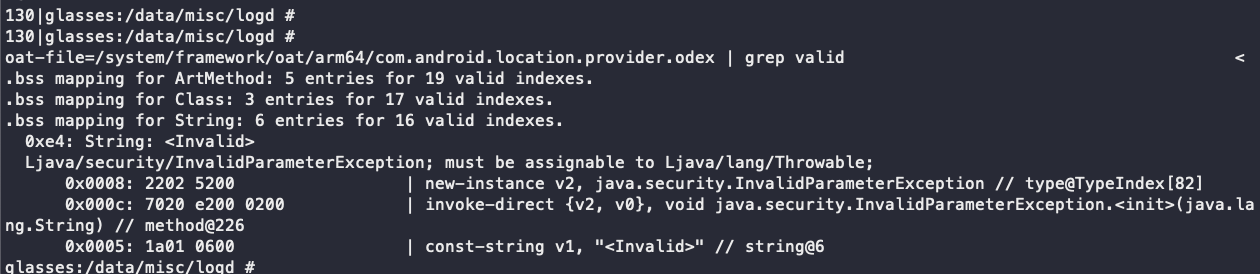 130|glasses:/data/misc/logd #
130|glasses:/data/misc/logd #
oat-file=/system/framework/oat/arm64/com.android.location.provider.odex | grep valid <
.bss mapping for ArtMethod: 5 entries for 19 valid indexes.
.bss mapping for Class: 3 entries for 17 valid indexes.
.bss mapping for String: 6 entries for 16 valid indexes.
  0xe4: String: <Invalid>
  Ljava/security/InvalidParameterException; must be assignable to Ljava/lang/Throwable;
      0x0008: 2202 5200                 | new-instance v2, java.security.InvalidParameterException // type@TypeIndex[82]
      0x000c: 7020 e200 0200            | invoke-direct {v2, v0}, void java.security.InvalidParameterException.<init>(java.la
ng.String) // method@226
      0x0005: 1a01 0600                 | const-string v1, "<Invalid>" // string@6
glasses:/data/misc/logd #